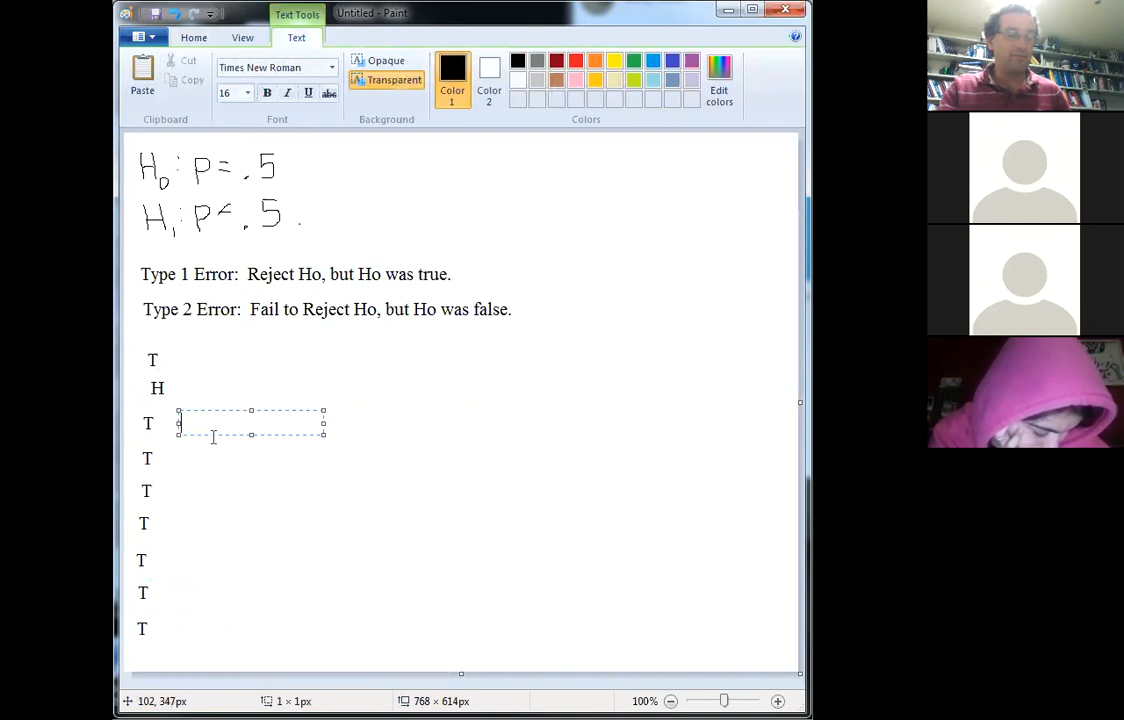 Text Tools
Untitled - Paint
Home
View
Text
Cut
Copy
Paste
Clipboard
Times New Roman
16
B
I
U
abc
Font
Opaque
Transparent
Background
Color 1
Color 2
Edit colors
Colors
H₀: P = .5
H₁: P < .5 .
Type 1 Error: Reject Ho, but Ho was true.
Type 2 Error: Fail to Reject Ho, but Ho was false.
T
H
T
T
T
T
T
T
T
102, 347px
1 × 1px
768 × 614px
100%